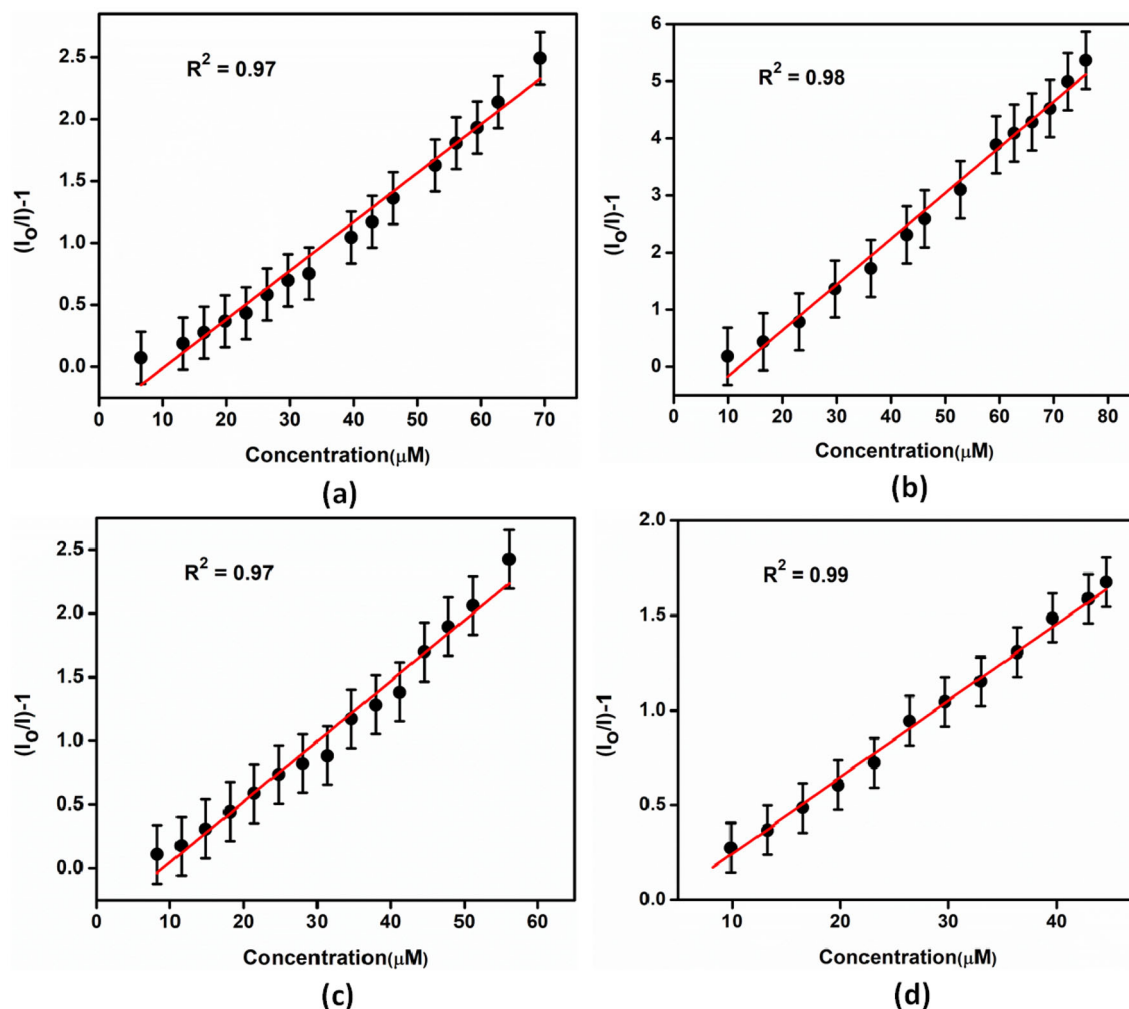 R² = 0.97
(I₀/I)-1
2.5
2.0
1.5
1.0
0.5
0.0
0 10 20 30 40 50 60 70
Concentration(μM)
(a)
R² = 0.98
(I₀/I)-1
6
5
4
3
2
1
0
0 10 20 30 40 50 60 70 80
Concentration(μM)
(b)
R² = 0.97
(I₀/I)-1
2.5
2.0
1.5
1.0
0.5
0.0
0 10 20 30 40 50 60
Concentration(μM)
(c)
R² = 0.99
(I₀/I)-1
2.0
1.5
1.0
0.5
0.0
10 20 30 40
Concentration(μM)
(d)